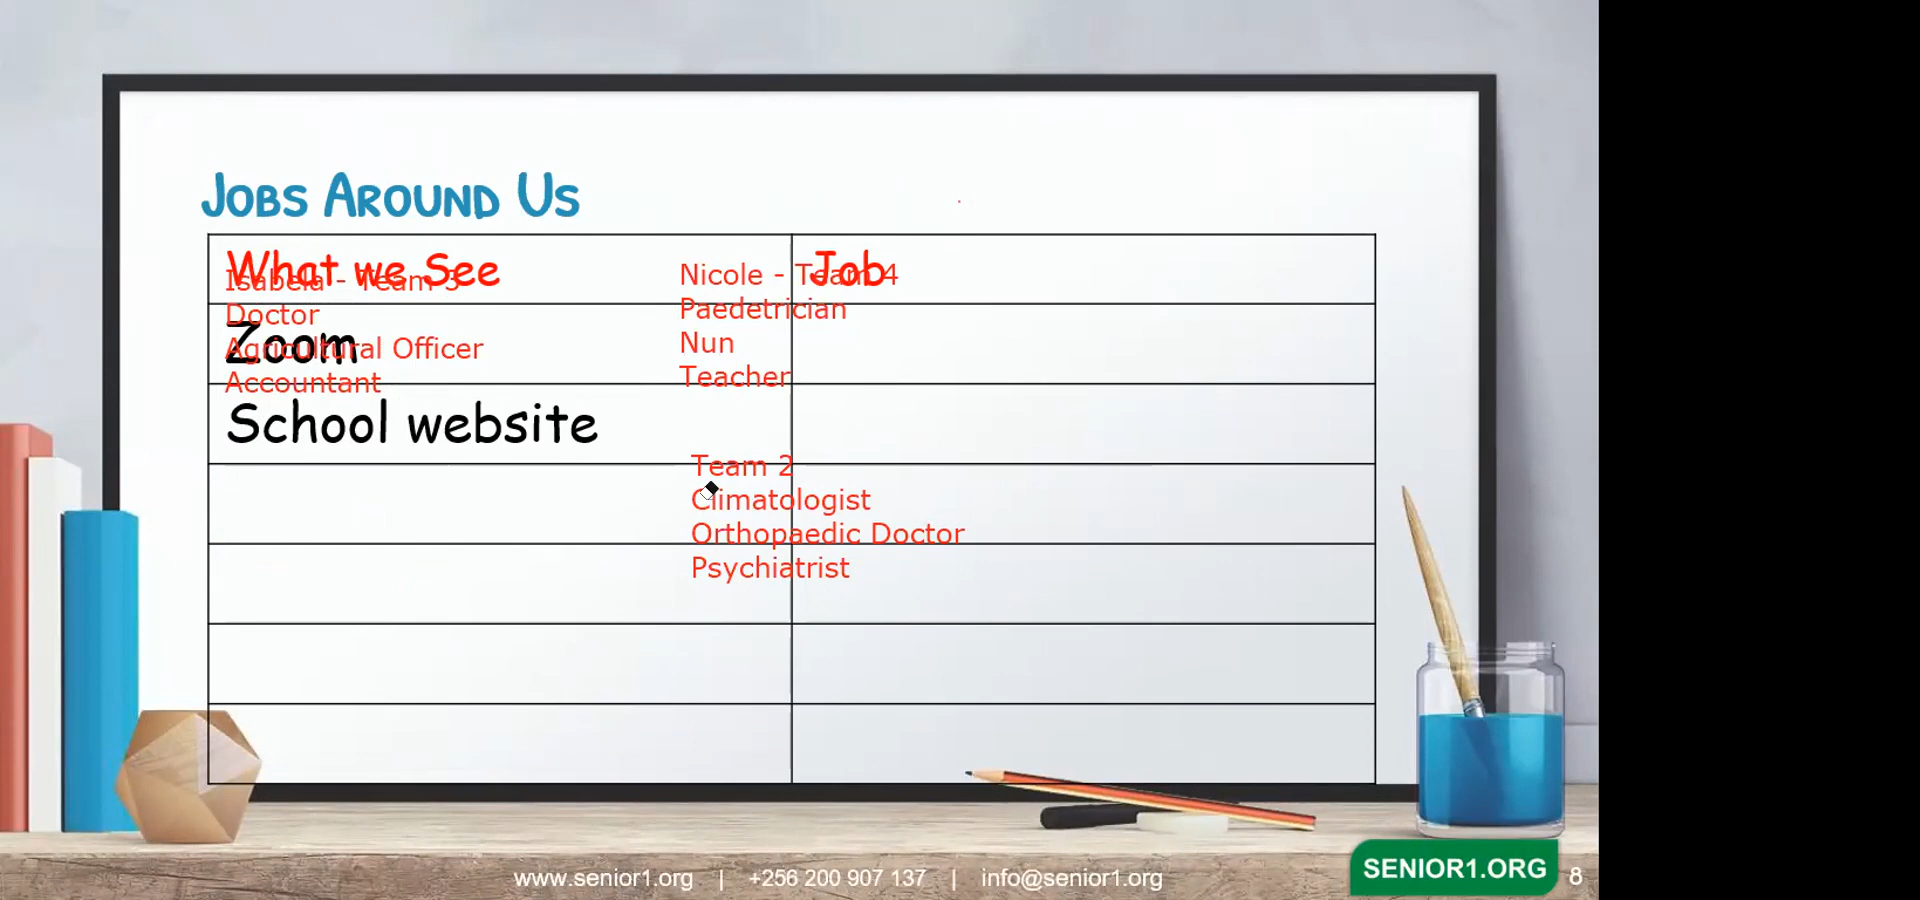 Jobs Around Us
What we See
Job
Isabela - Team 3
Doctor
Agricultural Officer
Accountant
Nicole - Team 4
Paedetrician
Nun
Teacher
Zoom
School website
Team 2
Climatologist
Orthopaedic Doctor
Psychiatrist
www.senior1.org | +256 200 907 137 | info@senior1.org
SENIOR1.ORG
8